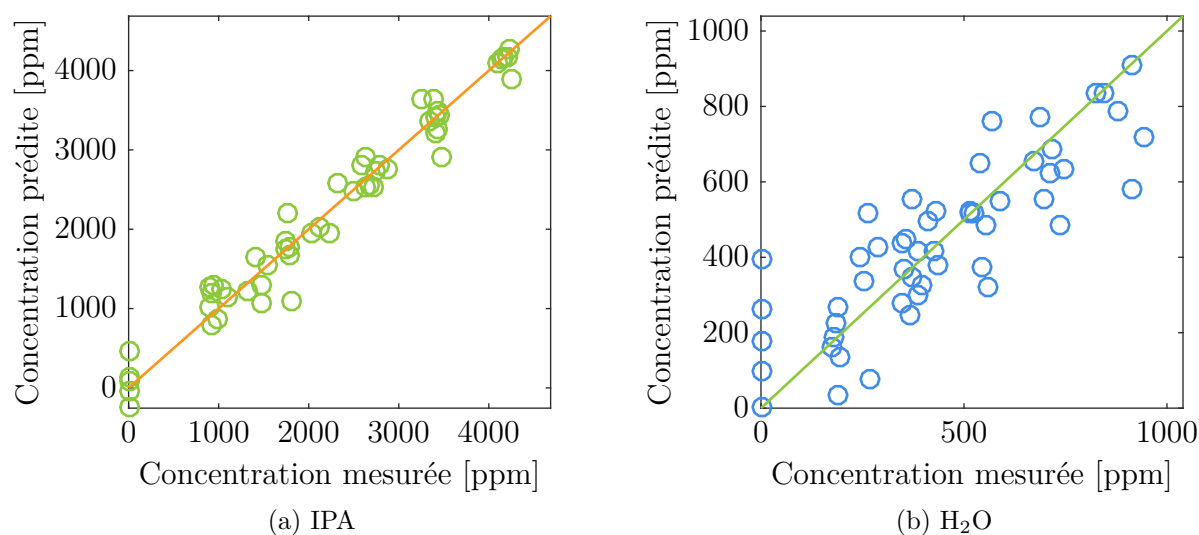 Concentration prédite [ppm]
4000
3000
2000
1000
0
0 1000 2000 3000 4000
Concentration mesurée [ppm]
(a) IPA
Concentration prédite [ppm]
1000
800
600
400
200
0
0 500 1000
Concentration mesurée [ppm]
(b) H₂O